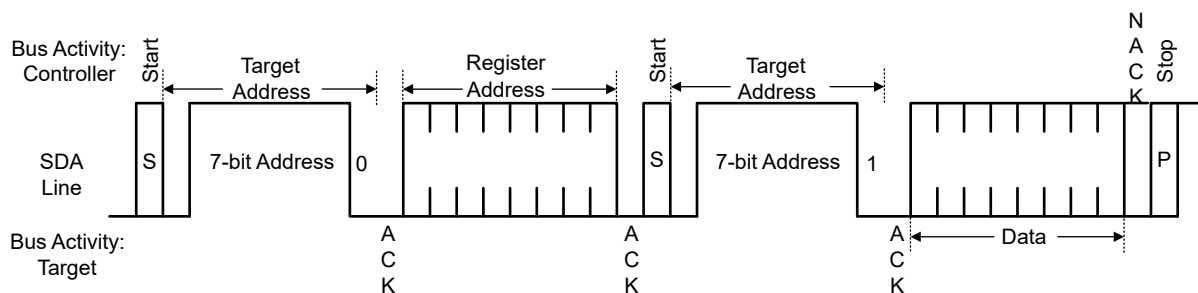 Bus Activity:
Controller
Start
Target
Address
Register
Address
Start
Target
Address
N
A
C
K
Stop
SDA
Line
S
7-bit Address
0
S
7-bit Address
1
P
Bus Activity:
Target
A
C
K
A
C
K
A
C
K
Data